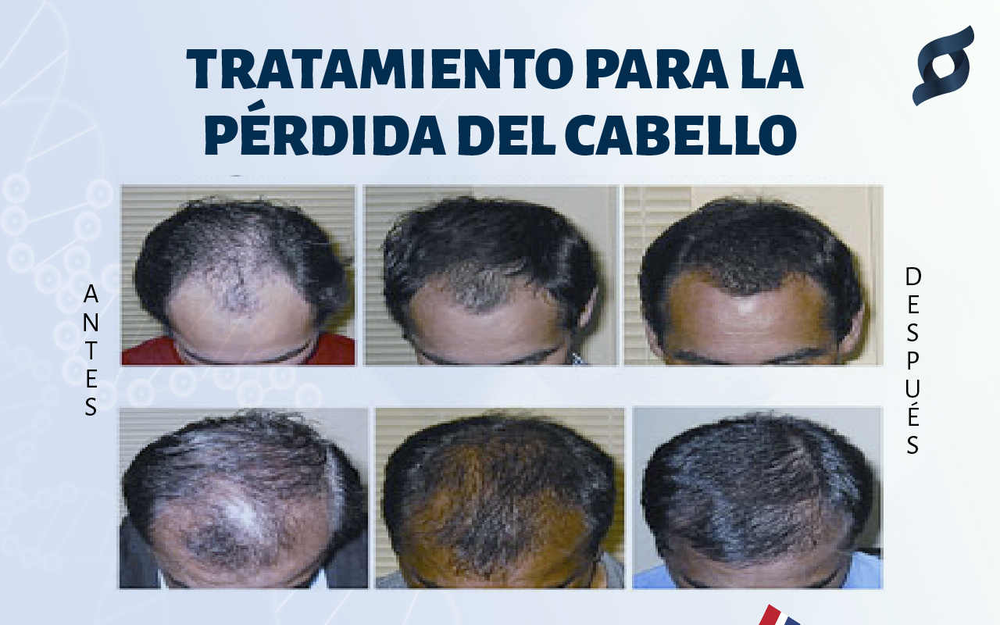 TRATAMIENTO PARA LA
PÉRDIDA DEL CABELLO
ANTES
DESPUÉS